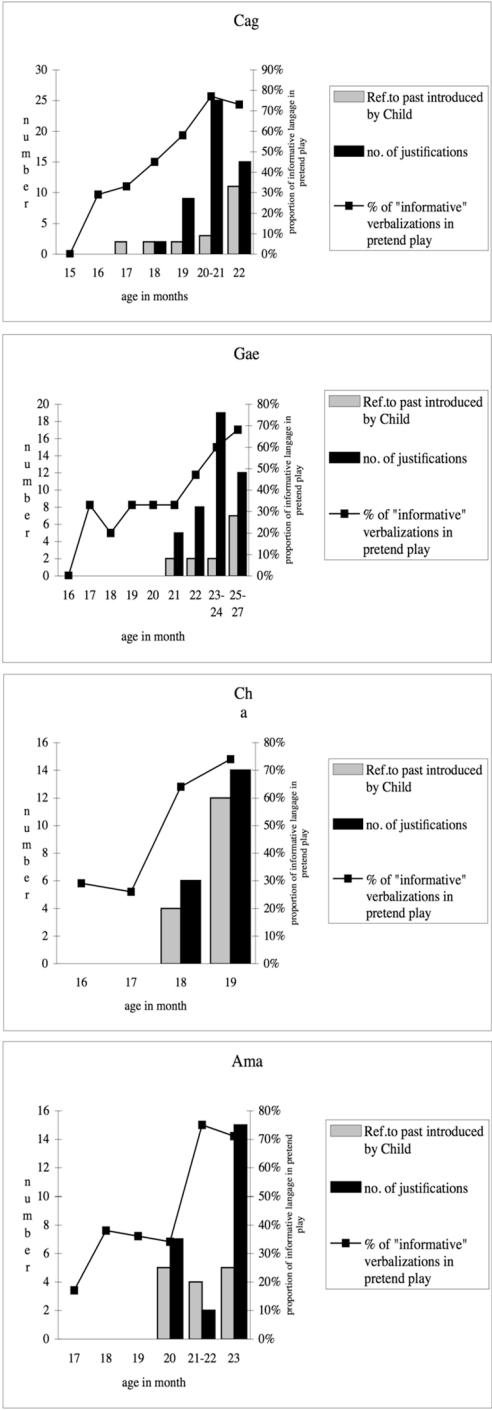 Cag
number
30
25
20
15
10
5
0
90%
80%
70%
60%
50%
40%
30%
20%
10%
0%
proportion of informative langage in
pretend play
15 16 17 18 19 20-21 22
age in months
Ref.to past introduced
by Child
no. of justifications
% of "informative"
verbalizations in
pretend play
Gae
number
20
18
16
14
12
10
8
6
4
2
0
80%
70%
60%
50%
40%
30%
20%
10%
0%
proportion of informative langage in
pretend play
16 17 18 19 20 21 22 23- 25-
24 27
age in month
Ref.to past introduced
by Child
no. of justifications
% of "informative"
verbalizations in
pretend play
Ch
a
number
16
14
12
10
8
6
4
2
0
80%
70%
60%
50%
40%
30%
20%
10%
0%
proportion of informative langage in
pretend play
16 17 18 19
age in month
Ref.to past introduced
by Child
no. of justifications
% of "informative"
verbalizations in
pretend play
Ama
number
16
14
12
10
8
6
4
2
0
80%
70%
60%
50%
40%
30%
20%
10%
0%
proportion of informative langage in pretend
play
17 18 19 20 21-22 23
age in month
Ref.to past introduced
by Child
no. of justifications
% of "informative"
verbalizations in
pretend play